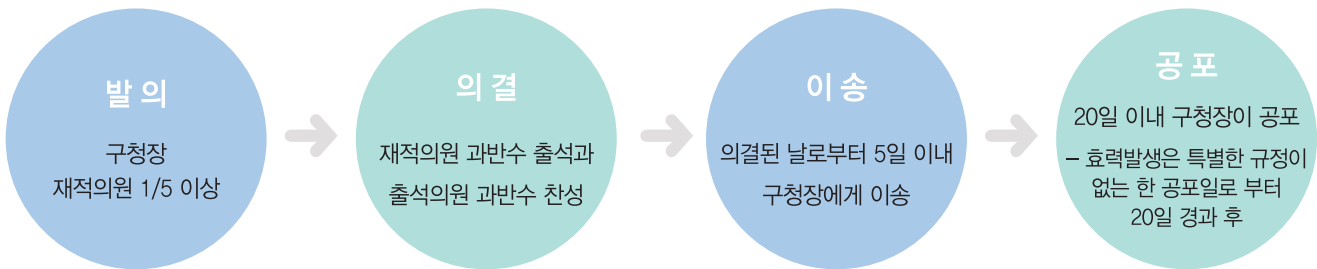 발 의
구청장
재적의원 1/5 이상
의 결
재적의원 과반수 출석과
출석의원 과반수 찬성
이 송
의결된 날로부터 5일 이내
구청장에게 이송
공 포
20일 이내 구청장이 공포
– 효력발생은 특별한 규정이
없는 한 공포일로 부터
20일 경과 후